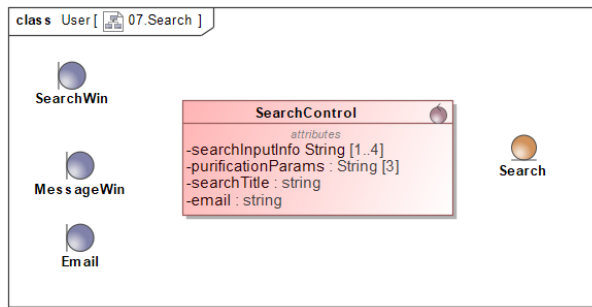 class User [ 07.Search ]
SearchWin
SearchControl
attributes
-searchInputInfo String [1..4]
-purificationParams : String [3]
-searchTitle : string
-email : string
Search
MessageWin
Email